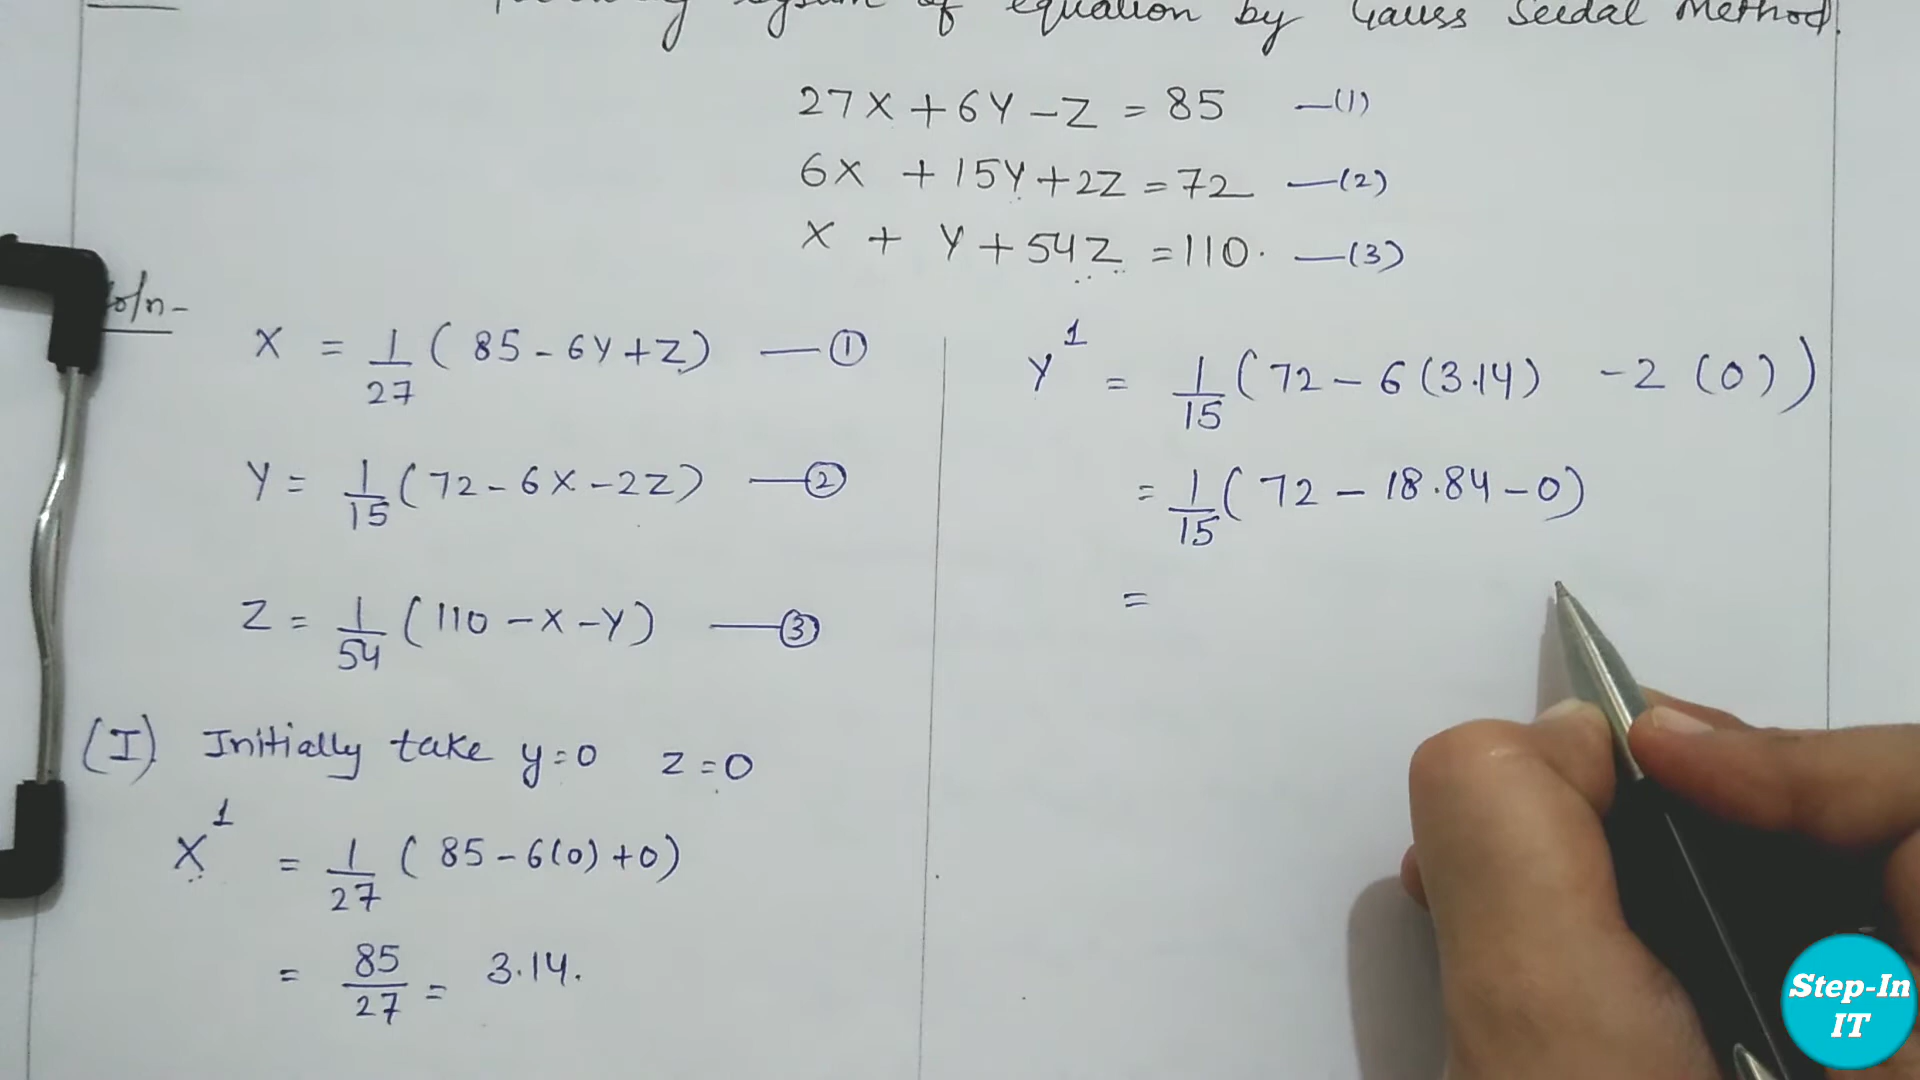 system of equation by Gauss Seedal Method.
27X + 6Y - Z = 85 —(1)
6X + 15Y + 2Z = 72 —(2)
X + Y + 54Z = 110. —(3)
Soln-
X = 1/27 ( 85 - 6Y + Z ) — ①
Y = 1/15 ( 72 - 6X - 2Z ) — ②
Z = 1/54 ( 110 - X - Y ) — ③
(I) Initially take y=0 z=0
X¹ = 1/27 ( 85 - 6(0) + 0 )
= 85/27 = 3.14.
Y¹ = 1/15 ( 72 - 6(3.14) - 2(0) )
= 1/15 ( 72 - 18.84 - 0 )
=
Step-In
IT